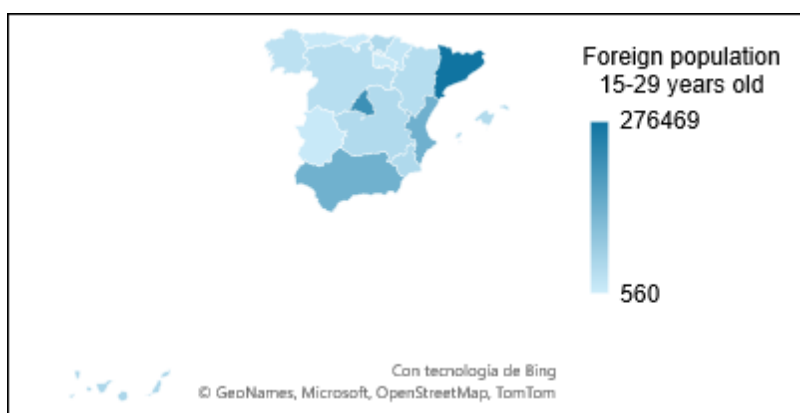 Foreign population
15-29 years old
276469
560
Con tecnología de Bing
© GeoNames, Microsoft, OpenStreetMap, TomTom